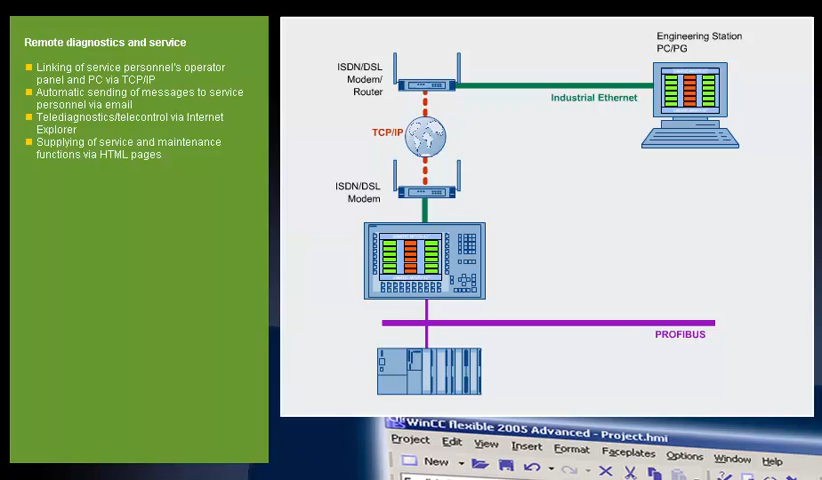 Remote diagnostics and service
Linking of service personnel's operator
panel and PC via TCP/IP
Automatic sending of messages to service
personnel via email
Telediagnostics/telecontrol via Internet
Explorer
Supplying of service and maintenance
functions via HTML pages
Engineering Station
PC/PG
ISDN/DSL
Modem/
Router
Industrial Ethernet
TCP/IP
ISDN/DSL
Modem
PROFIBUS
WinCC flexible 2005 Advanced - Project.hmi
Project Edit View Insert Format Faceplates Options Window Help
New